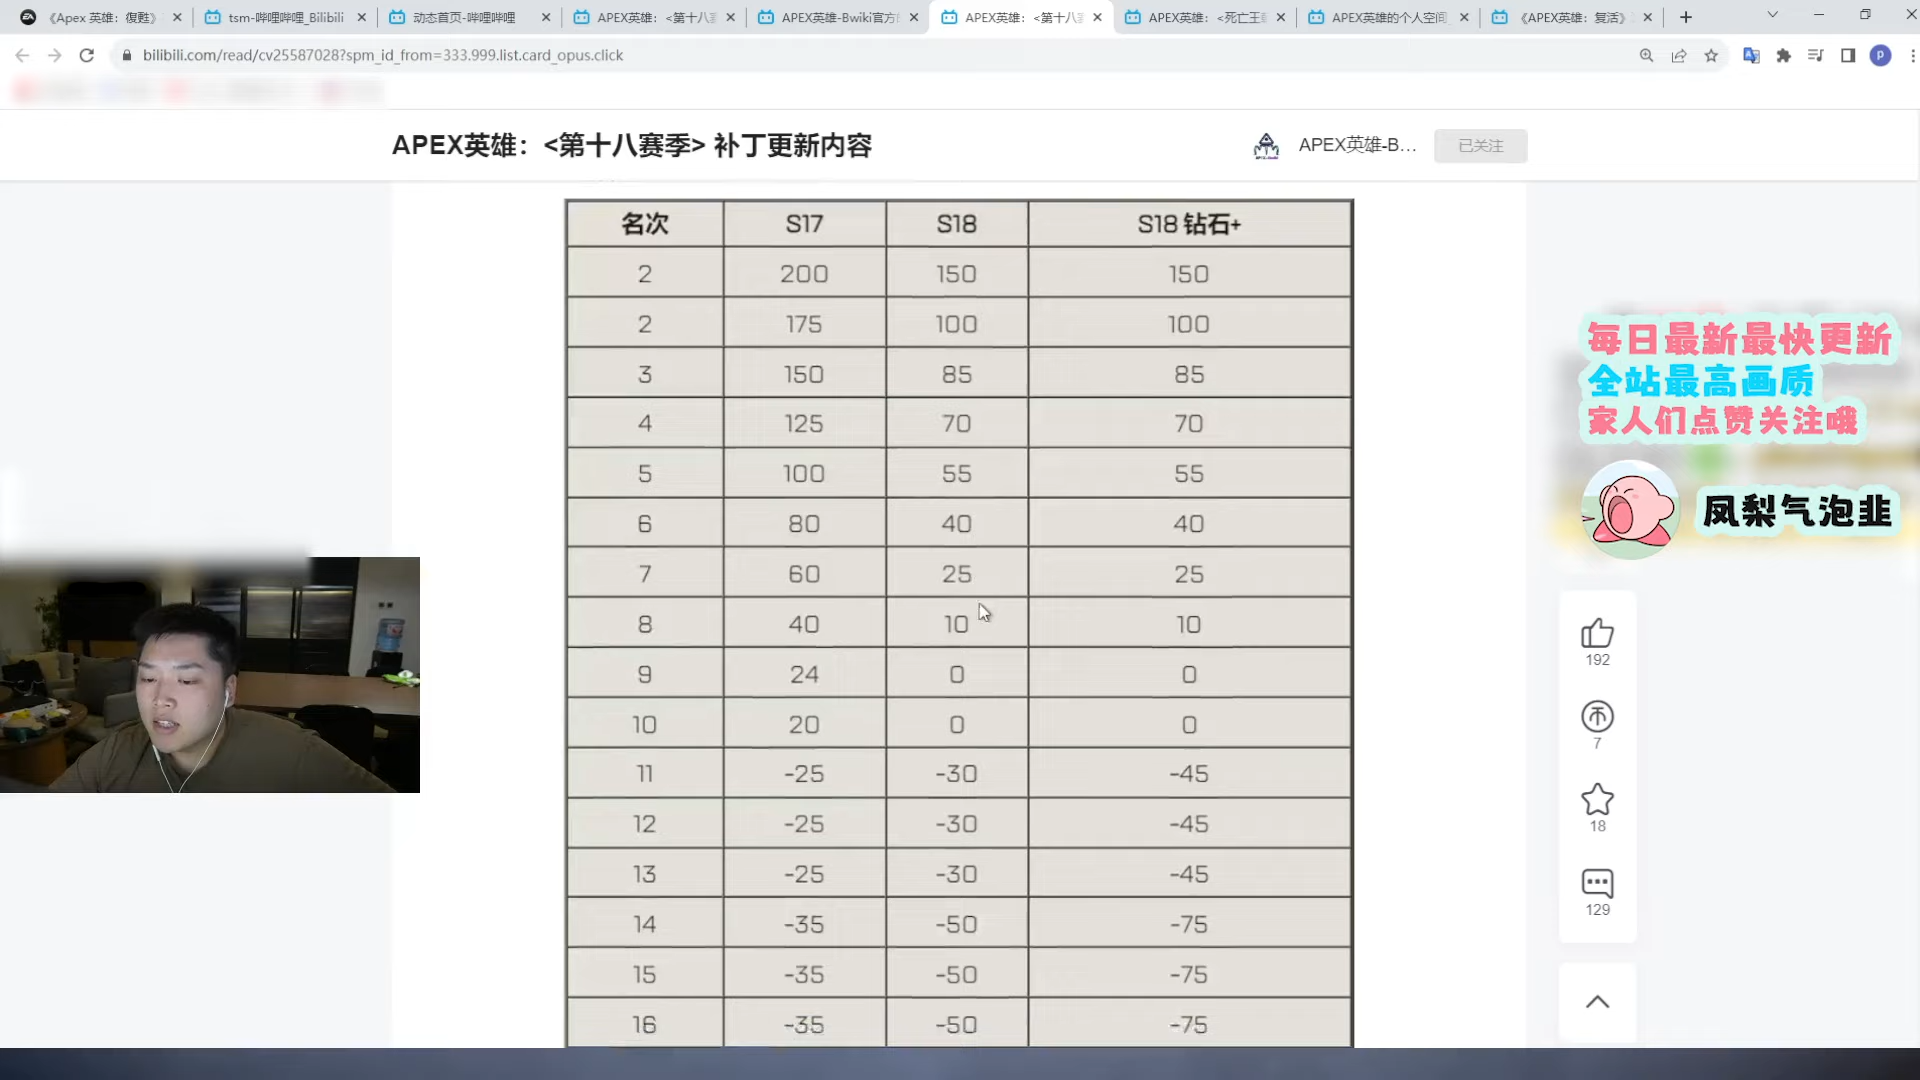 《Apex 英雄：復甦》
tsm-哔哩哔哩_Bilibili
动态首页-哔哩哔哩
APEX英雄：<第十八赛
APEX英雄-Bwiki官方
APEX英雄：<第十八
APEX英雄：<死亡王
APEX英雄的个人空间
《APEX英雄：复活》
bilibili.com/read/cv25587028?spm_id_from=333.999.list.card_opus.click
p
APEX英雄：<第十八赛季> 补丁更新内容
APEX英雄-B...
已关注
名次 S17 S18 S18 钻石+
2 200 150 150
2 175 100 100
3 150 85 85
4 125 70 70
5 100 55 55
6 80 40 40
7 60 25 25
8 40 10 10
9 24 0 0
10 20 0 0
11 -25 -30 -45
12 -25 -30 -45
13 -25 -30 -45
14 -35 -50 -75
15 -35 -50 -75
16 -35 -50 -75
每日最新最快更新
全站最高画质
家人们点赞关注哦
凤梨气泡韭
192
7
18
129